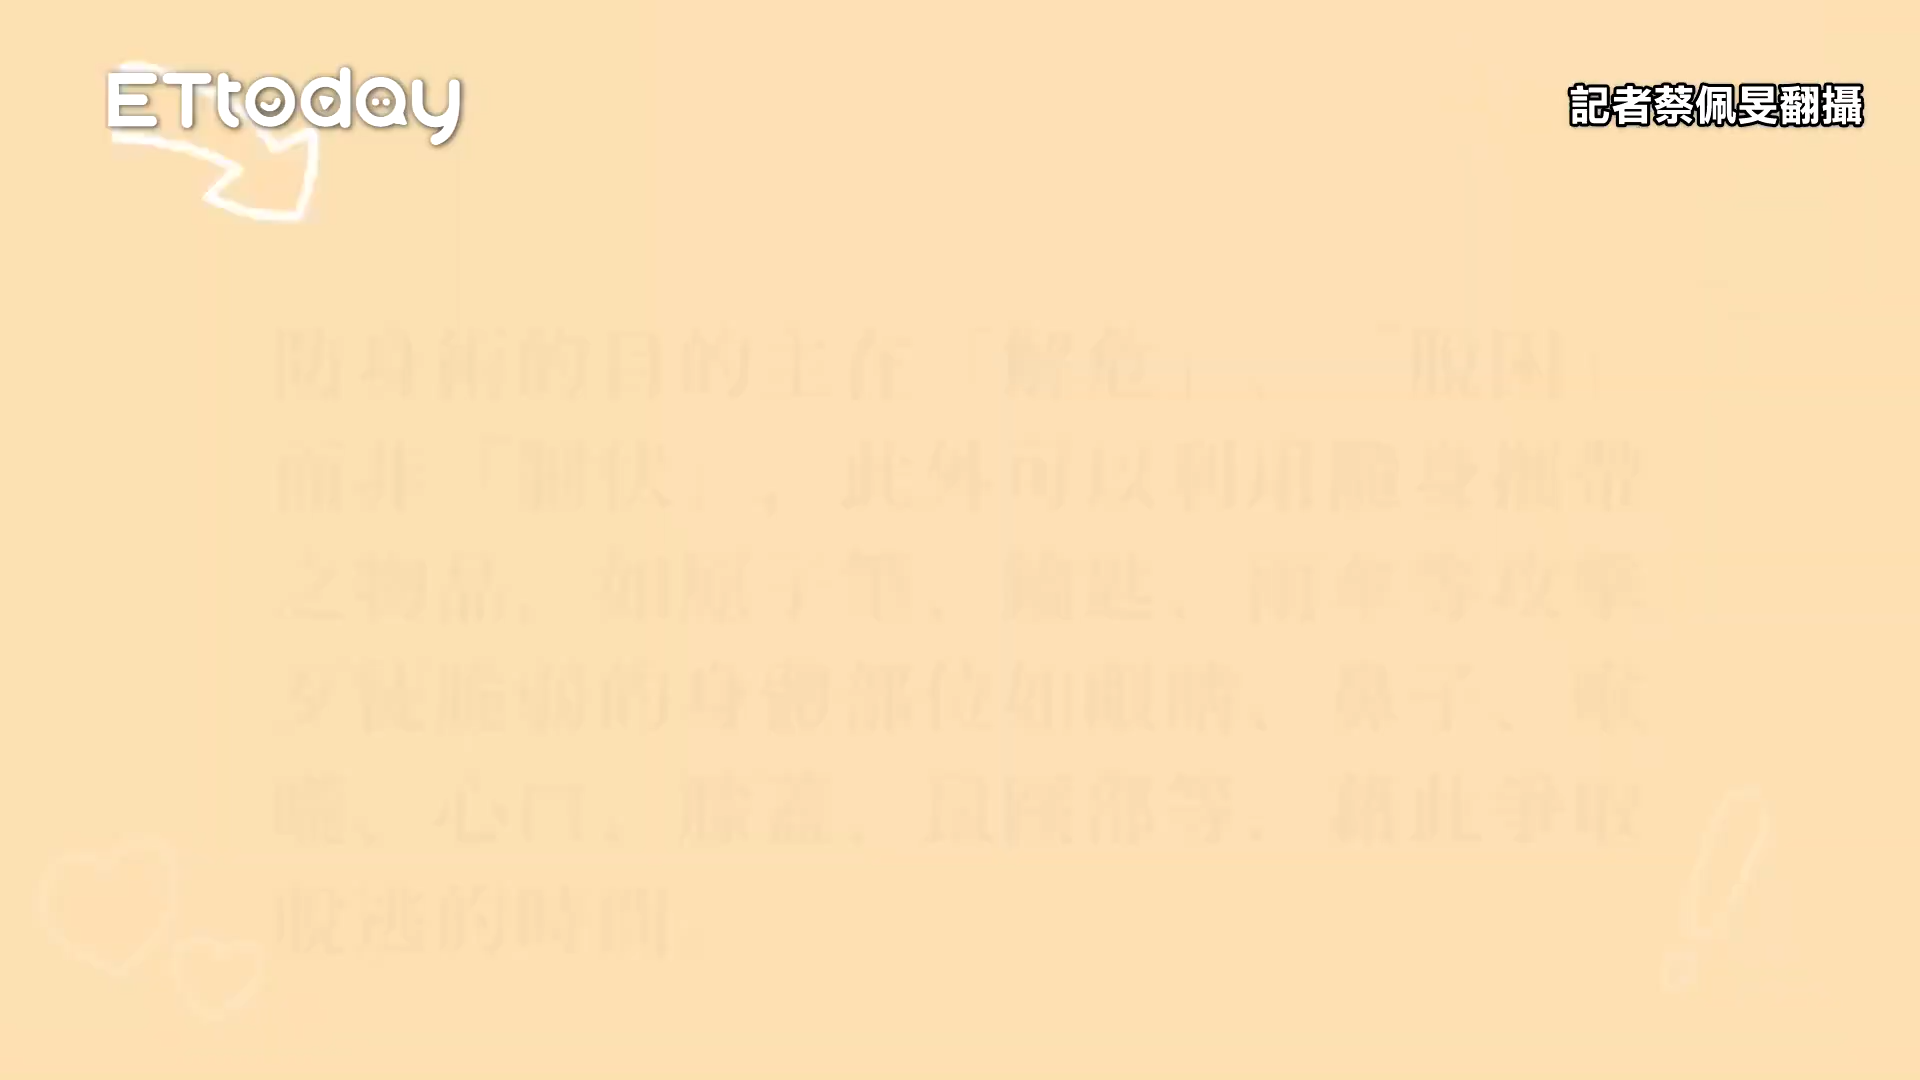 ETtoday
記者蔡佩旻翻攝
防身術的目的主在「解危」、「脫困」
而非「制伏」，此外可以利用隨身攜帶
之物品，如原子筆、鑰匙、雨傘等攻擊
歹徒脆弱的身體部位如眼睛、鼻子、喉
嚨、心口、膝蓋、鼠蹊部等，藉此爭取
脫逃的時間。